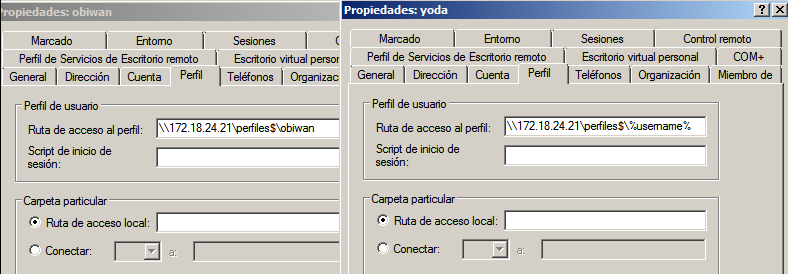 Propiedades: obiwan
Marcado Entorno Sesiones
Perfil de Servicios de Escritorio remoto Escritorio virtual person
General Dirección Cuenta Perfil Teléfonos Organizació
Perfil de usuario
Ruta de acceso al perfil: \\172.18.24.21\perfiles$\obiwan
Script de inicio de
sesión:
Carpeta particular
Ruta de acceso local:
Conectar: a:
Propiedades: yoda
Marcado Entorno Sesiones Control remoto
Perfil de Servicios de Escritorio remoto Escritorio virtual personal COM+
General Dirección Cuenta Perfil Teléfonos Organización Miembro de
Perfil de usuario
Ruta de acceso al perfil: \\172.18.24.21\perfiles$\%username%
Script de inicio de
sesión:
Carpeta particular
Ruta de acceso local:
Conectar: a: